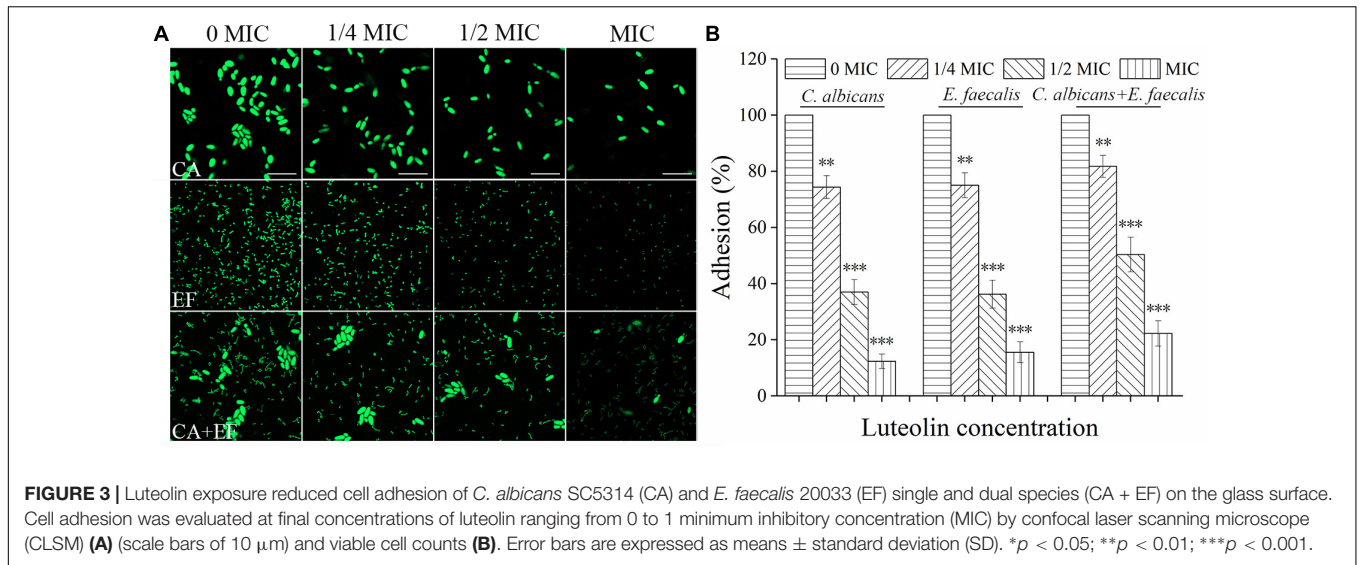 A
0 MIC 1/4 MIC 1/2 MIC MIC
CA
EF
CA+EF
B
120
100
80
60
40
20
0
Adhesion (%)
0 MIC 1/4 MIC 1/2 MIC MIC
C. albicans E. faecalis C. albicans+E. faecalis
** *** ***
** *** ***
** *** ***
Luteolin concentration
FIGURE 3 | Luteolin exposure reduced cell adhesion of C. albicans SC5314 (CA) and E. faecalis 20033 (EF) single and dual species (CA + EF) on the glass surface.
Cell adhesion was evaluated at final concentrations of luteolin ranging from 0 to 1 minimum inhibitory concentration (MIC) by confocal laser scanning microscope
(CLSM) (A) (scale bars of 10 μm) and viable cell counts (B). Error bars are expressed as means ± standard deviation (SD). *p < 0.05; **p < 0.01; ***p < 0.001.